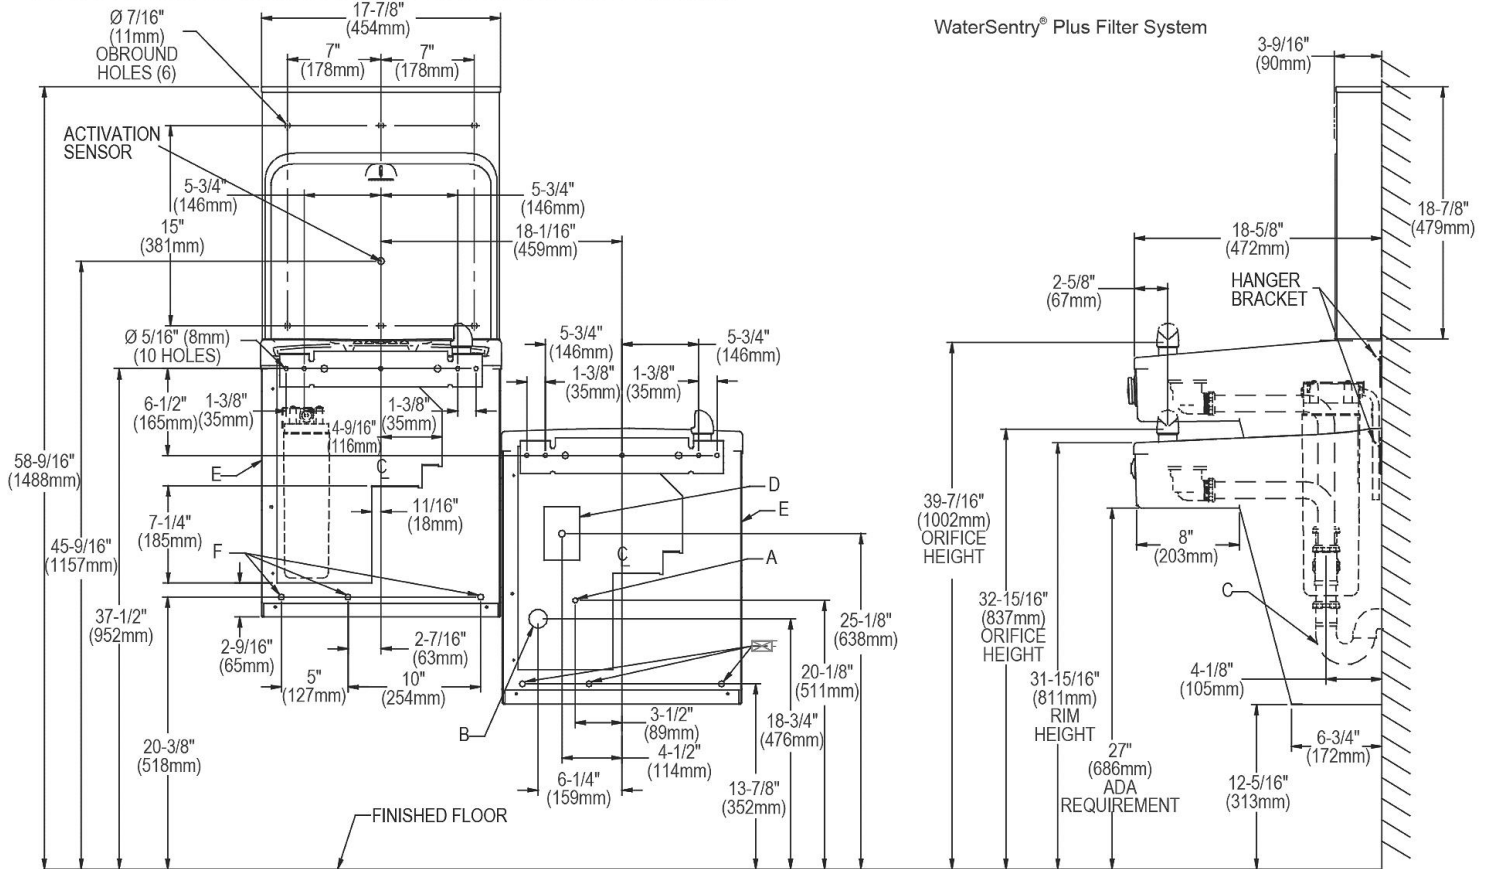 WaterSentry® Plus Filter System
Ø 7/16"
(11mm)
OBROUND
HOLES (6)
17-7/8"
(454mm)
7"
(178mm)
7"
(178mm)
ACTIVATION
SENSOR
5-3/4"
(146mm)
5-3/4"
(146mm)
15"
(381mm)
18-1/16"
(459mm)
Ø 5/16" (8mm)
(10 HOLES)
5-3/4"
(146mm)
5-3/4"
(146mm)
1-3/8"
(35mm)
1-3/8"
(35mm)
6-1/2"
(165mm)
1-3/8"
(35mm)
1-3/8"
(35mm)
4-9/16"
(116mm)
58-9/16"
(1488mm)
E
C
L
D
E
11/16"
(18mm)
7-1/4"
(185mm)
45-9/16"
(1157mm)
F
C
L
A
37-1/2"
(952mm)
25-1/8"
(638mm)
2-9/16"
(65mm)
2-7/16"
(63mm)
5"
(127mm)
10"
(254mm)
20-1/8"
(511mm)
3-1/2"
(89mm)
18-3/4"
(476mm)
B
20-3/8"
(518mm)
4-1/2"
(114mm)
6-1/4"
(159mm)
13-7/8"
(352mm)
FINISHED FLOOR
3-9/16"
(90mm)
18-7/8"
(479mm)
18-5/8"
(472mm)
2-5/8"
(67mm)
HANGER
BRACKET
39-7/16"
(1002mm)
ORIFICE
HEIGHT
8"
(203mm)
32-15/16"
(837mm)
ORIFICE
HEIGHT
C
31-15/16"
(811mm)
RIM
HEIGHT
4-1/8"
(105mm)
27"
(686mm)
ADA
REQUIREMENT
6-3/4"
(172mm)
12-5/16"
(313mm)